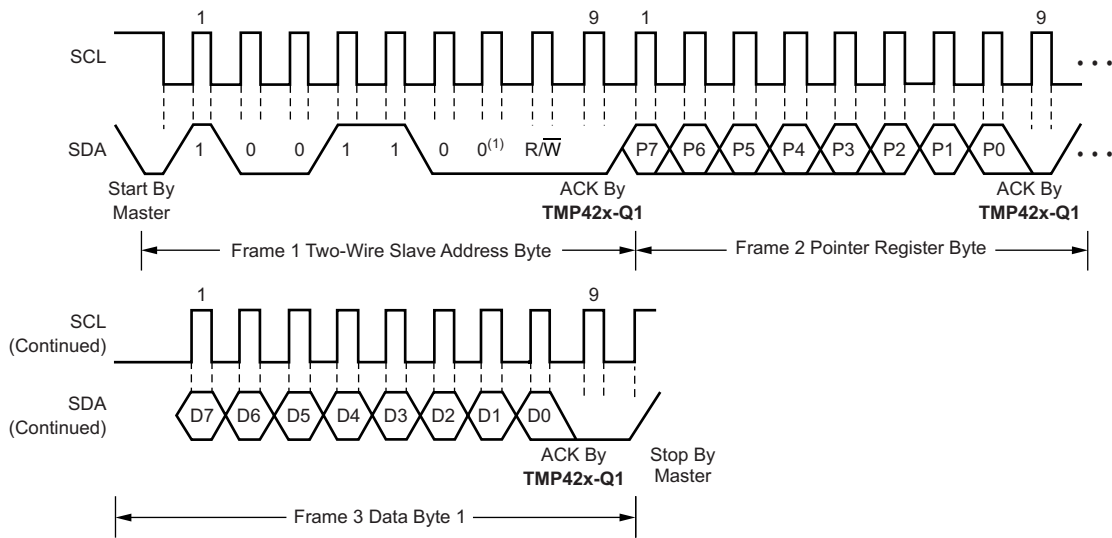 1 9 1 9
SCL
SDA 1 0 0 1 1 0 0(1) R/W̅ P7 P6 P5 P4 P3 P2 P1 P0
Start By
Master
ACK By
TMP42x-Q1
ACK By
TMP42x-Q1
Frame 1 Two-Wire Slave Address Byte
Frame 2 Pointer Register Byte
1 9
SCL
(Continued)
SDA
(Continued)
D7 D6 D5 D4 D3 D2 D1 D0
ACK By
TMP42x-Q1
Stop By
Master
Frame 3 Data Byte 1